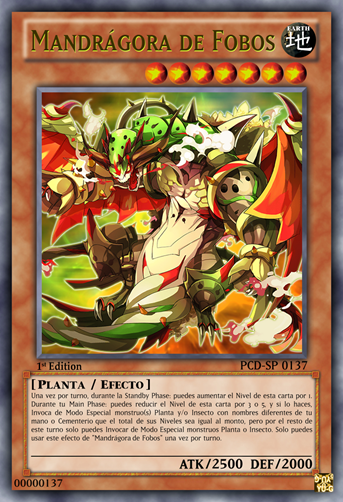 MANDRÁGORA DE FOBOS
EARTH
地
1st Edition
PCD-SP 0137
[ PLANTA / EFECTO ]
Una vez por turno, durante la Standby Phase: puedes aumentar el Nivel de esta carta por 1.
Durante tu Main Phase: puedes reducir el Nivel de esta carta por 3 o 5, y si lo haces,
Invoca de Modo Especial monstruo(s) Planta y/o Insecto con nombres diferentes de tu
mano o Cementerio que el total de sus Niveles sea igual al monto, pero por el resto de
este turno solo puedes Invocar de Modo Especial monstruos Planta o Insecto. Solo puedes
usar este efecto de "Mandrágora de Fobos" una vez por turno.
ATK/2500 DEF/2000
00000137